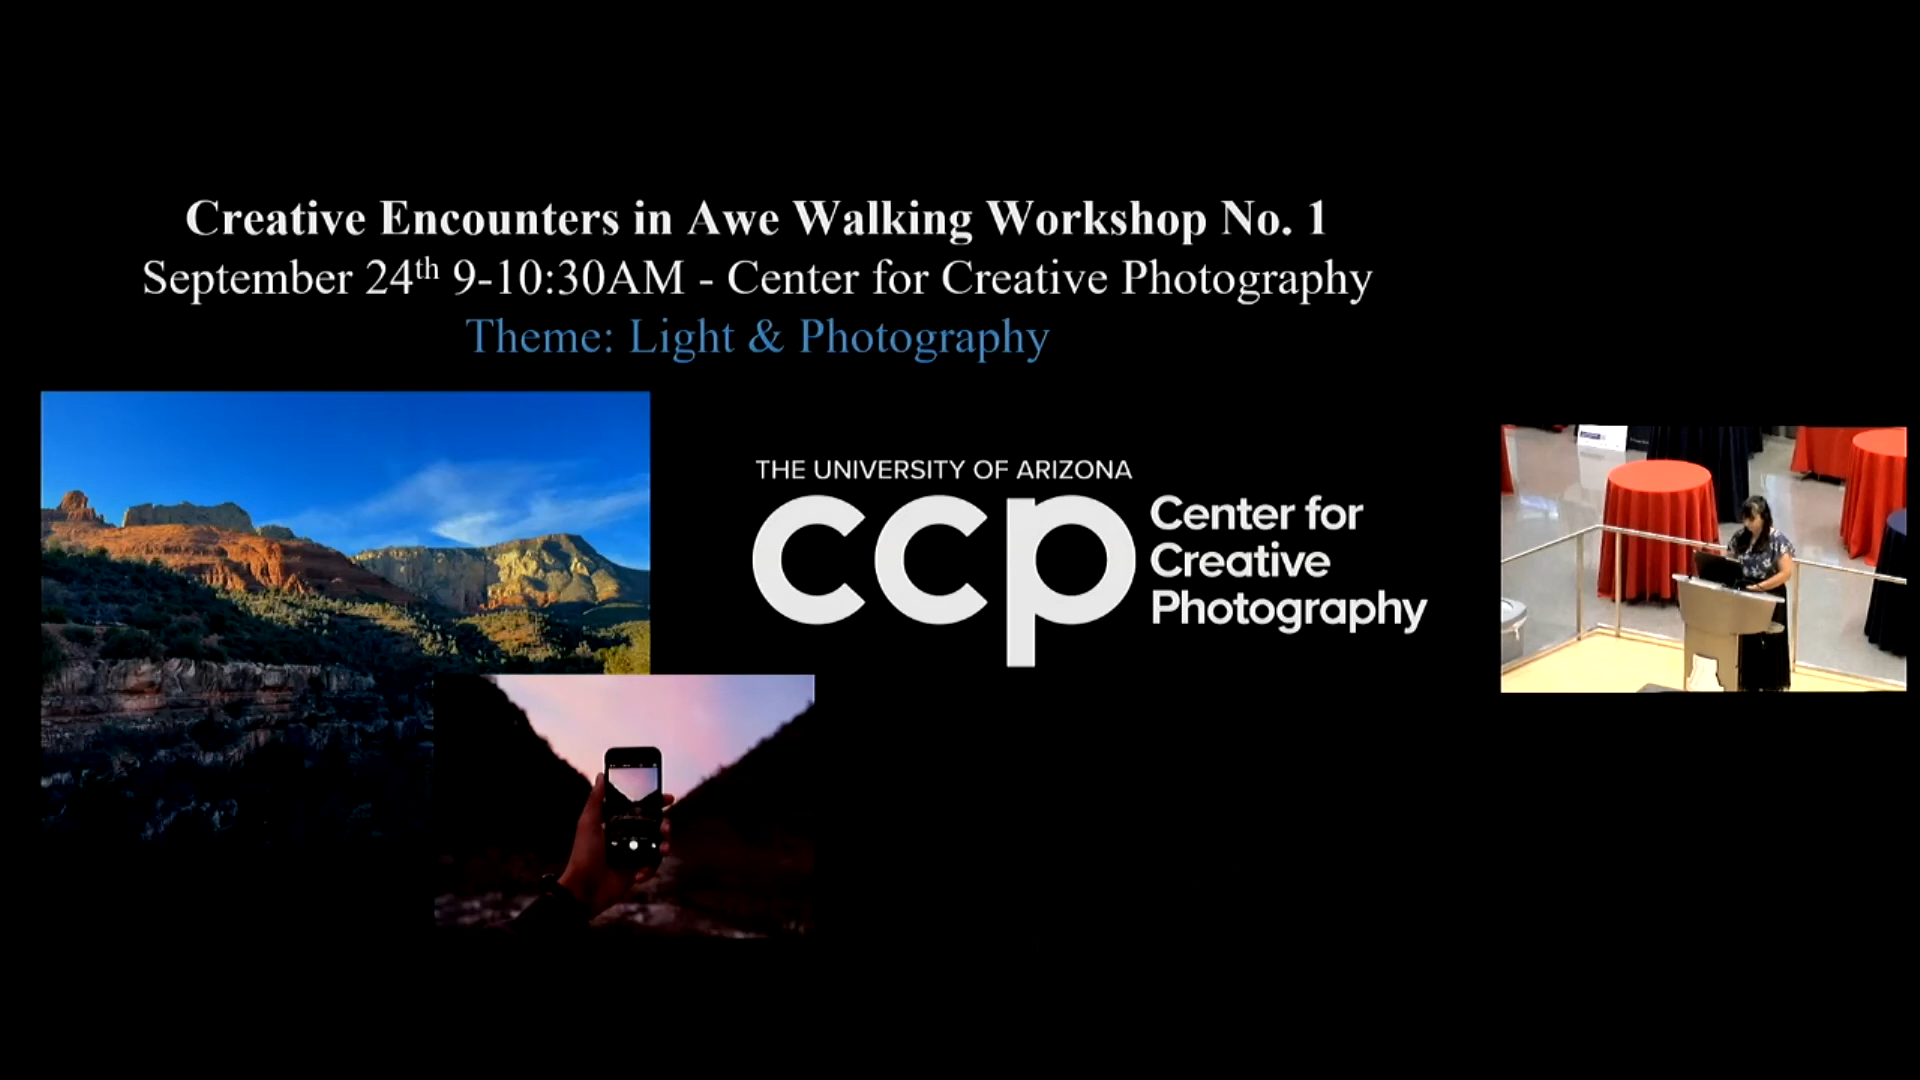 Creative Encounters in Awe Walking Workshop No. 1
September 24th 9-10:30AM - Center for Creative Photography
Theme: Light & Photography
THE UNIVERSITY OF ARIZONA
ccp
Center for
Creative
Photography